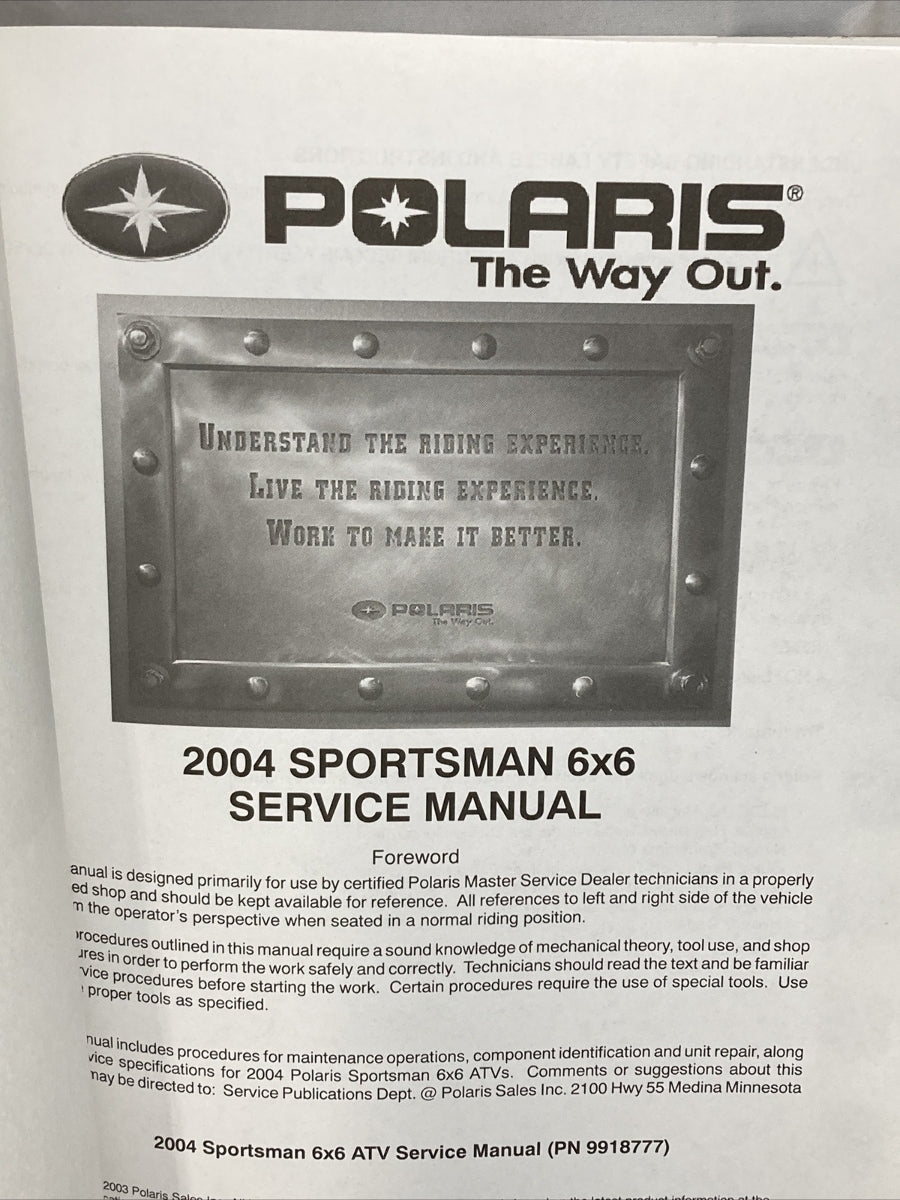 POLARIS®
The Way Out.
UNDERSTAND THE RIDING EXPERIENCE.
LIVE THE RIDING EXPERIENCE.
WORK TO MAKE IT BETTER.
POLARIS
The Way Out.
2004 SPORTSMAN 6x6
SERVICE MANUAL
Foreword
anual is designed primarily for use by certified Polaris Master Service Dealer technicians in a properly
ed shop and should be kept available for reference. All references to left and right side of the vehicle
the operator's perspective when seated in a normal riding position.
rocedures outlined in this manual require a sound knowledge of mechanical theory, tool use, and shop
ures in order to perform the work safely and correctly. Technicians should read the text and be familiar
vice procedures before starting the work. Certain procedures require the use of special tools. Use
proper tools as specified.
nual includes procedures for maintenance operations, component identification and unit repair, along
vice specifications for 2004 Polaris Sportsman 6x6 ATVs. Comments or suggestions about this
may be directed to: Service Publications Dept. @ Polaris Sales Inc. 2100 Hwy 55 Medina Minnesota
2004 Sportsman 6x6 ATV Service Manual (PN 9918777)
2003 Polaris Sales